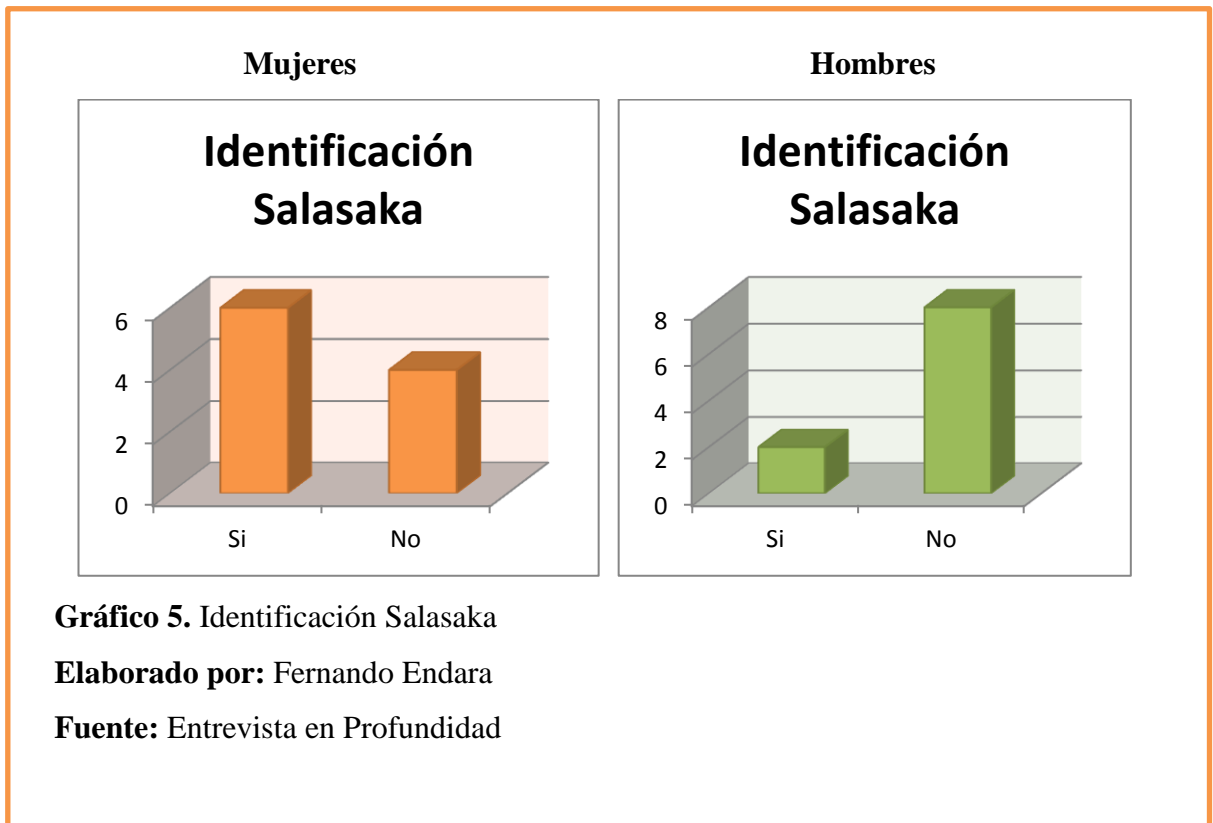 Mujeres
Hombres
Identificación
Salasaka
6
4
2
0
Si
No
Identificación
Salasaka
8
6
4
2
0
Si
No
Gráfico 5. Identificación Salasaka
Elaborado por: Fernando Endara
Fuente: Entrevista en Profundidad